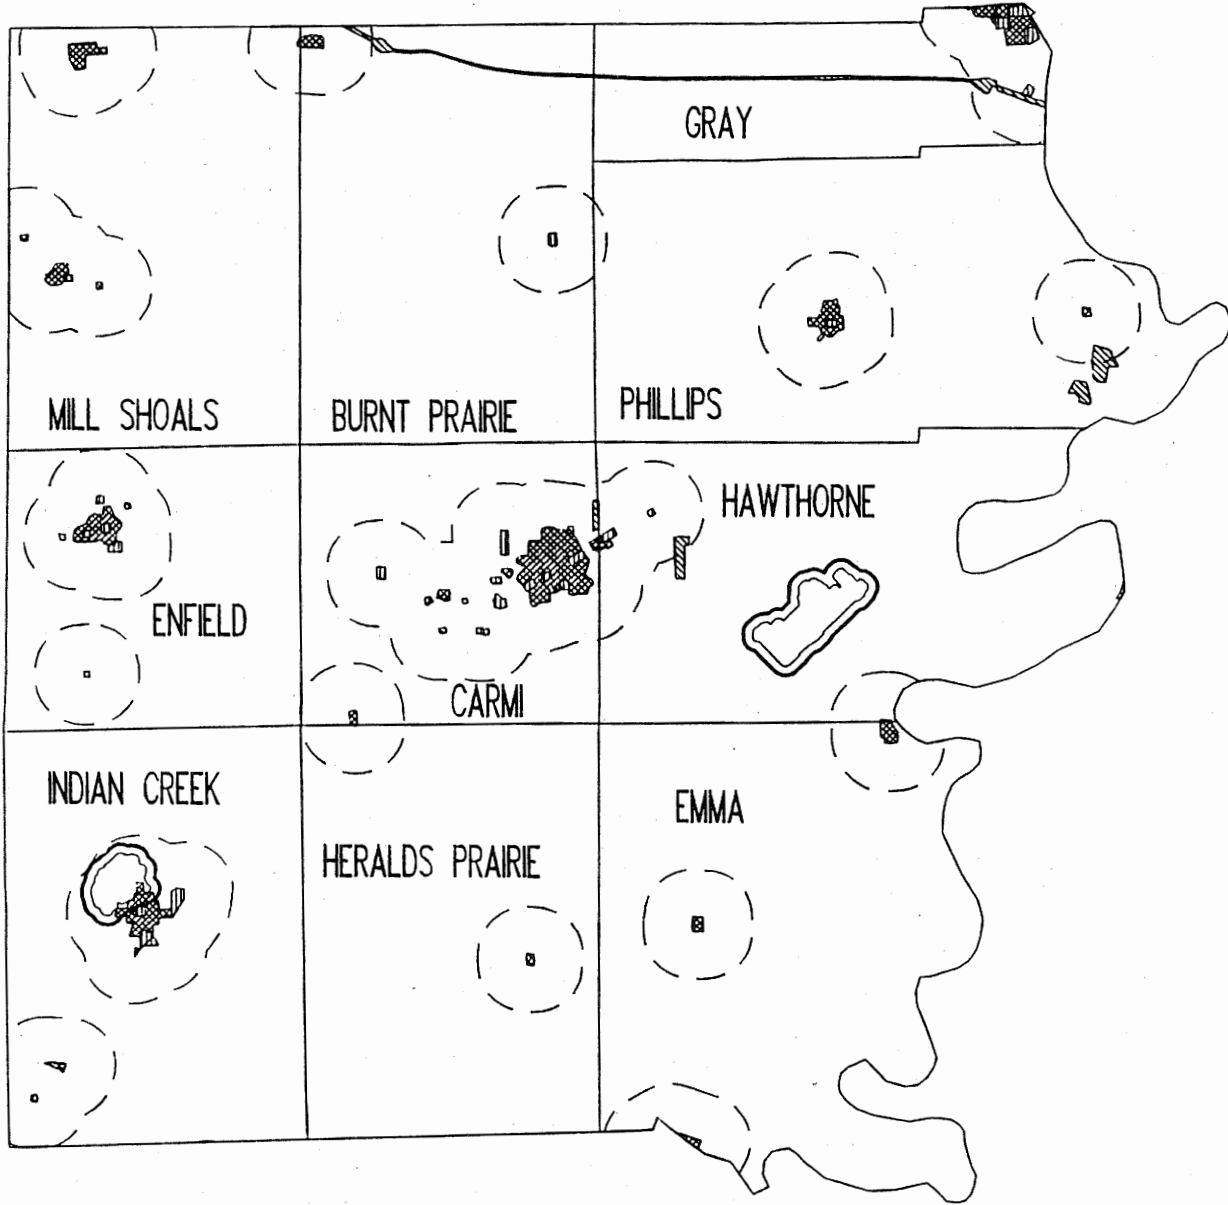 GRAY
MILL SHOALS
BURNT PRAIRIE
PHILLIPS
HAWTHORNE
ENFIELD
CARMI
INDIAN CREEK
EMMA
HERALDS PRAIRIE